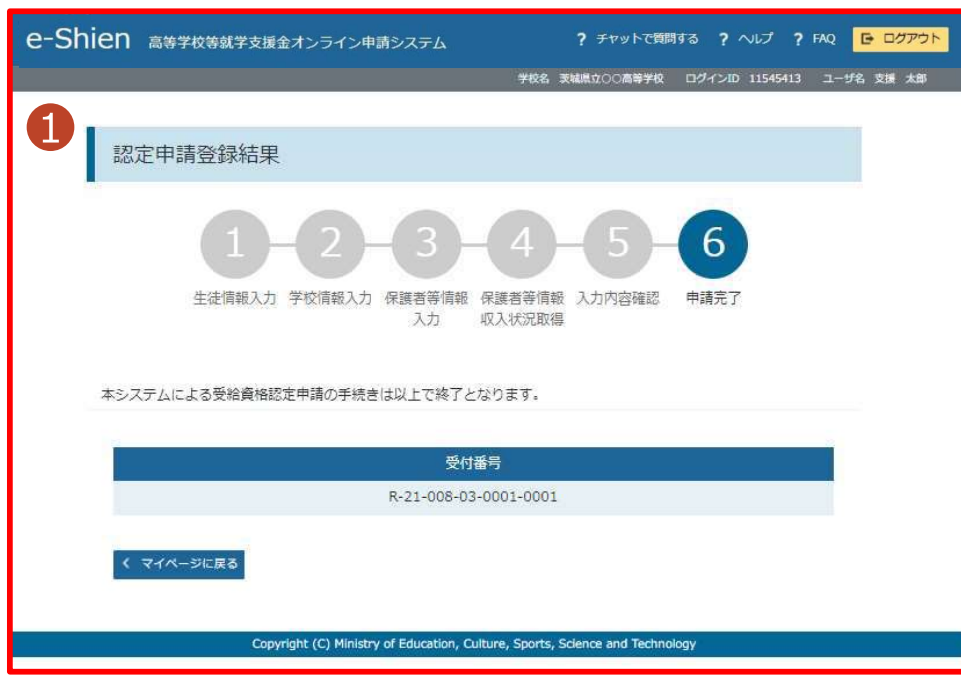 e-Shien 高等学校等就学支援金オンライン申請システム ? チャットで質問する ? ヘルプ ? FAQ ログアウト
学校名 茨城県立〇〇高等学校 ログインID 11545413 ユーザ名 支援 太郎
1
認定申請登録結果
1 2 3 4 5 6
生徒情報入力 学校情報入力 保護者等情報 保護者等情報 入力内容確認 申請完了
入力 収入状況取得
本システムによる受給資格認定申請の手続きは以上で終了となります。
受付番号
R-21-008-03-0001-0001
マイページに戻る
Copyright (C) Ministry of Education, Culture, Sports, Science and Technology